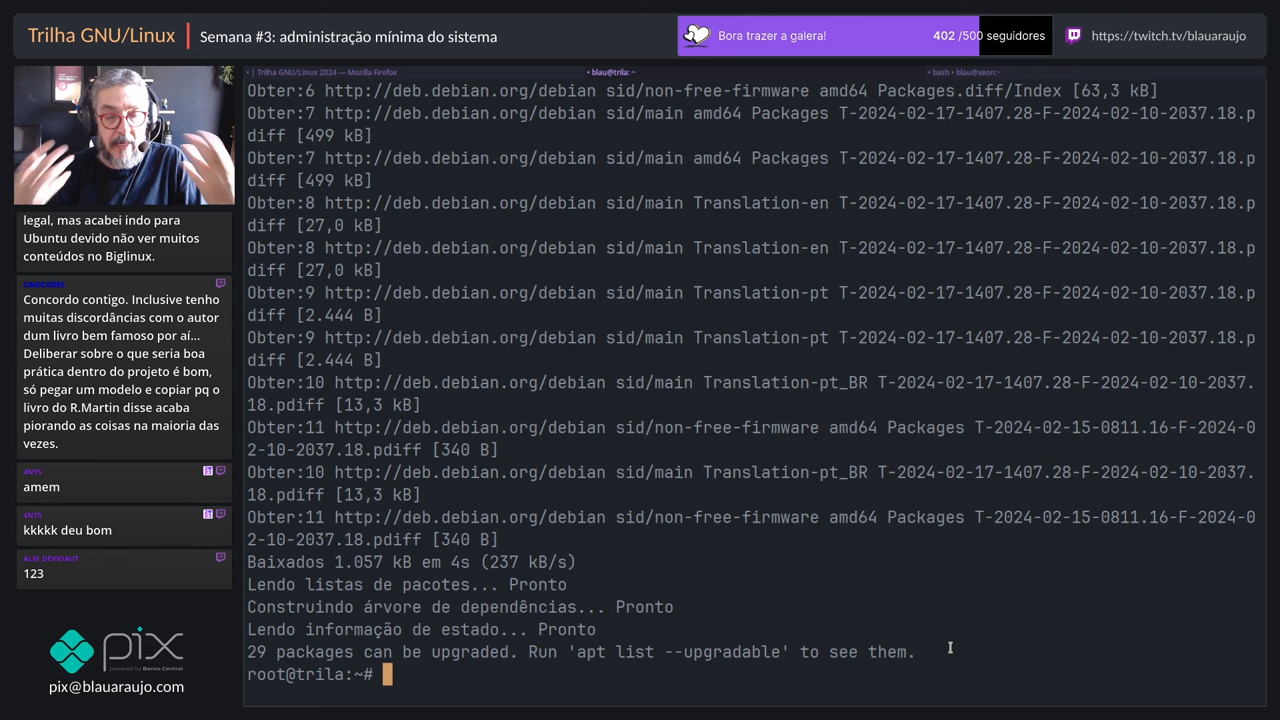 Trilha GNU/Linux
Semana #3: administração mínima do sistema
Bora trazer a galera!
402 /500 seguidores
https://twitch.tv/blauaraujo
legal, mas acabei indo para
Ubuntu devido não ver muitos
conteúdos no Biglinux.
CAFOCODES
Concordo contigo. Inclusive tenho
muitas discordâncias com o autor
dum livro bem famoso por aí...
Deliberar sobre o que seria boa
prática dentro do projeto é bom,
só pegar um modelo e copiar pq o
livro do R.Martin disse acaba
piorando as coisas na maioria das
vezes.
4NT5
amem
4NT5
kkkkk deu bom
ALM_DEVIOAUT
123
pix
powered by Banco Central
pix@blauaraujo.com
• | Trilha GNU/Linux 2024 — Mozilla Firefox
• blau@trila: ~
• bash • blau@xeon:~
Obter:6 http://deb.debian.org/debian sid/non-free-firmware amd64 Packages.diff/Index [63,3 kB]
Obter:7 http://deb.debian.org/debian sid/main amd64 Packages T-2024-02-17-1407.28-F-2024-02-10-2037.18.p
diff [499 kB]
Obter:7 http://deb.debian.org/debian sid/main amd64 Packages T-2024-02-17-1407.28-F-2024-02-10-2037.18.p
diff [499 kB]
Obter:8 http://deb.debian.org/debian sid/main Translation-en T-2024-02-17-1407.28-F-2024-02-10-2037.18.p
diff [27,0 kB]
Obter:8 http://deb.debian.org/debian sid/main Translation-en T-2024-02-17-1407.28-F-2024-02-10-2037.18.p
diff [27,0 kB]
Obter:9 http://deb.debian.org/debian sid/main Translation-pt T-2024-02-17-1407.28-F-2024-02-10-2037.18.p
diff [2.444 B]
Obter:9 http://deb.debian.org/debian sid/main Translation-pt T-2024-02-17-1407.28-F-2024-02-10-2037.18.p
diff [2.444 B]
Obter:10 http://deb.debian.org/debian sid/main Translation-pt_BR T-2024-02-17-1407.28-F-2024-02-10-2037.
18.pdiff [13,3 kB]
Obter:11 http://deb.debian.org/debian sid/non-free-firmware amd64 Packages T-2024-02-15-0811.16-F-2024-0
2-10-2037.18.pdiff [340 B]
Obter:10 http://deb.debian.org/debian sid/main Translation-pt_BR T-2024-02-17-1407.28-F-2024-02-10-2037.
18.pdiff [13,3 kB]
Obter:11 http://deb.debian.org/debian sid/non-free-firmware amd64 Packages T-2024-02-15-0811.16-F-2024-0
2-10-2037.18.pdiff [340 B]
Baixados 1.057 kB em 4s (237 kB/s)
Lendo listas de pacotes... Pronto
Construindo árvore de dependências... Pronto
Lendo informação de estado... Pronto
29 packages can be upgraded. Run 'apt list --upgradable' to see them.
root@trila:~#